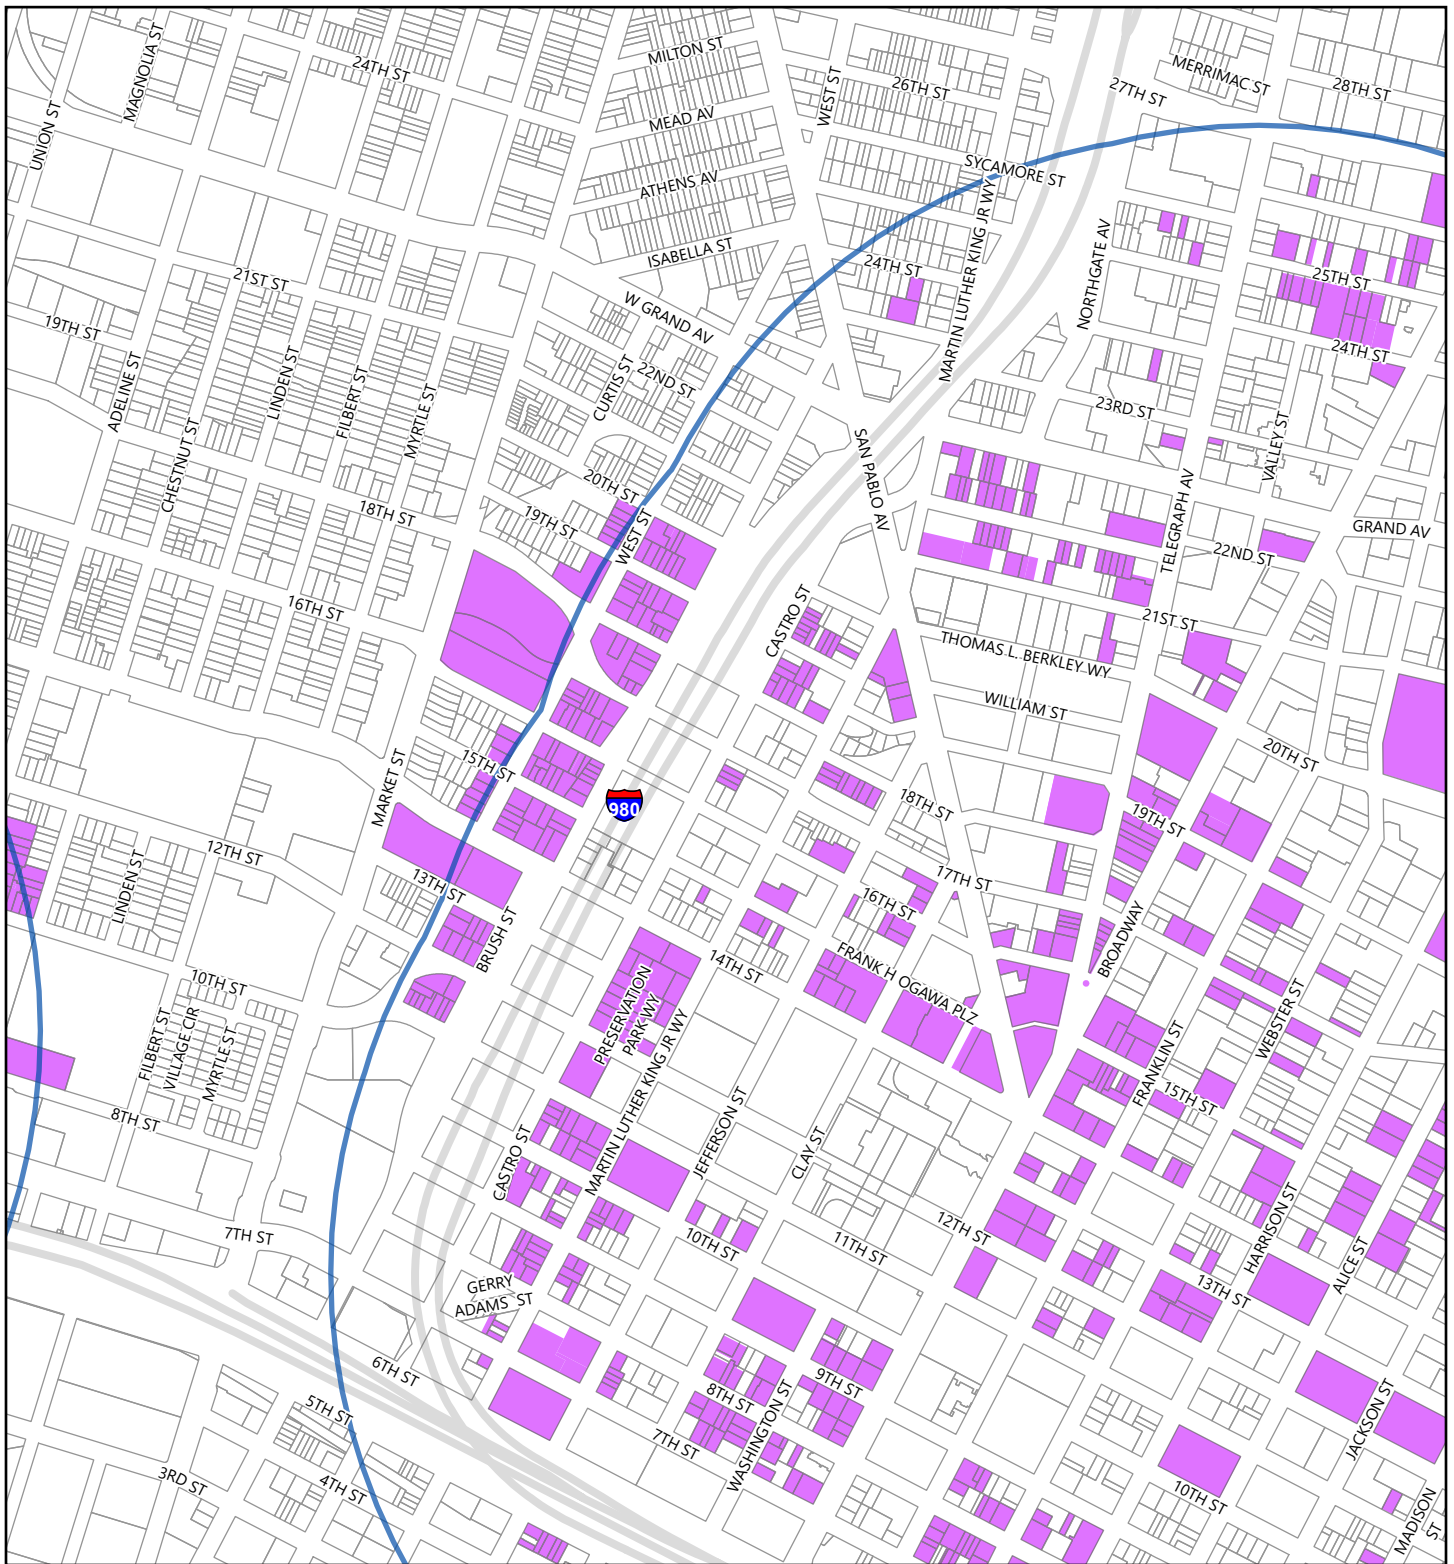 MAGNOLIA ST
24TH ST
MILTON ST
WEST ST
26TH ST
27TH ST
MERRIMAC ST
28TH ST
UNION ST
MEAD AV
SYCAMORE ST
ATHENS AV
ISABELLA ST
24TH ST
MARTIN LUTHER KING JR WY
NORTHGATE AV
25TH ST
21ST ST
W GRAND AV
19TH ST
24TH ST
ADELINE ST
LINDEN ST
FILBERT ST
MYRTLE ST
CURTIS ST
22ND ST
23RD ST
VALLEY ST
CHESTNUT ST
20TH ST
SAN PABLO AV
18TH ST
19TH ST
WEST ST
TELEGRAPH AV
GRAND AV
22ND ST
16TH ST
CASTRO ST
21ST ST
THOMAS L. BERKLEY WY
WILLIAM ST
15TH ST
20TH ST
MARKET ST
980
18TH ST
19TH ST
12TH ST
LINDEN ST
13TH ST
17TH ST
16TH ST
BRUSH ST
BROADWAY
14TH ST
FRANK H OGAWA PLZ
10TH ST
PRESERVATION
PARK WY
WEBSTER ST
FILBERT ST
VILLAGE CIR
MYRTLE ST
MARTIN LUTHER KING JR WY
FRANKLIN ST
15TH ST
8TH ST
JEFFERSON ST
CASTRO ST
CLAY ST
7TH ST
10TH ST
11TH ST
12TH ST
HARRISON ST
ALICE ST
13TH ST
GERRY
ADAMS ST
6TH ST
5TH ST
8TH ST
9TH ST
WASHINGTON ST
JACKSON ST
7TH ST
3RD ST
4TH ST
10TH ST
MADISON
ST